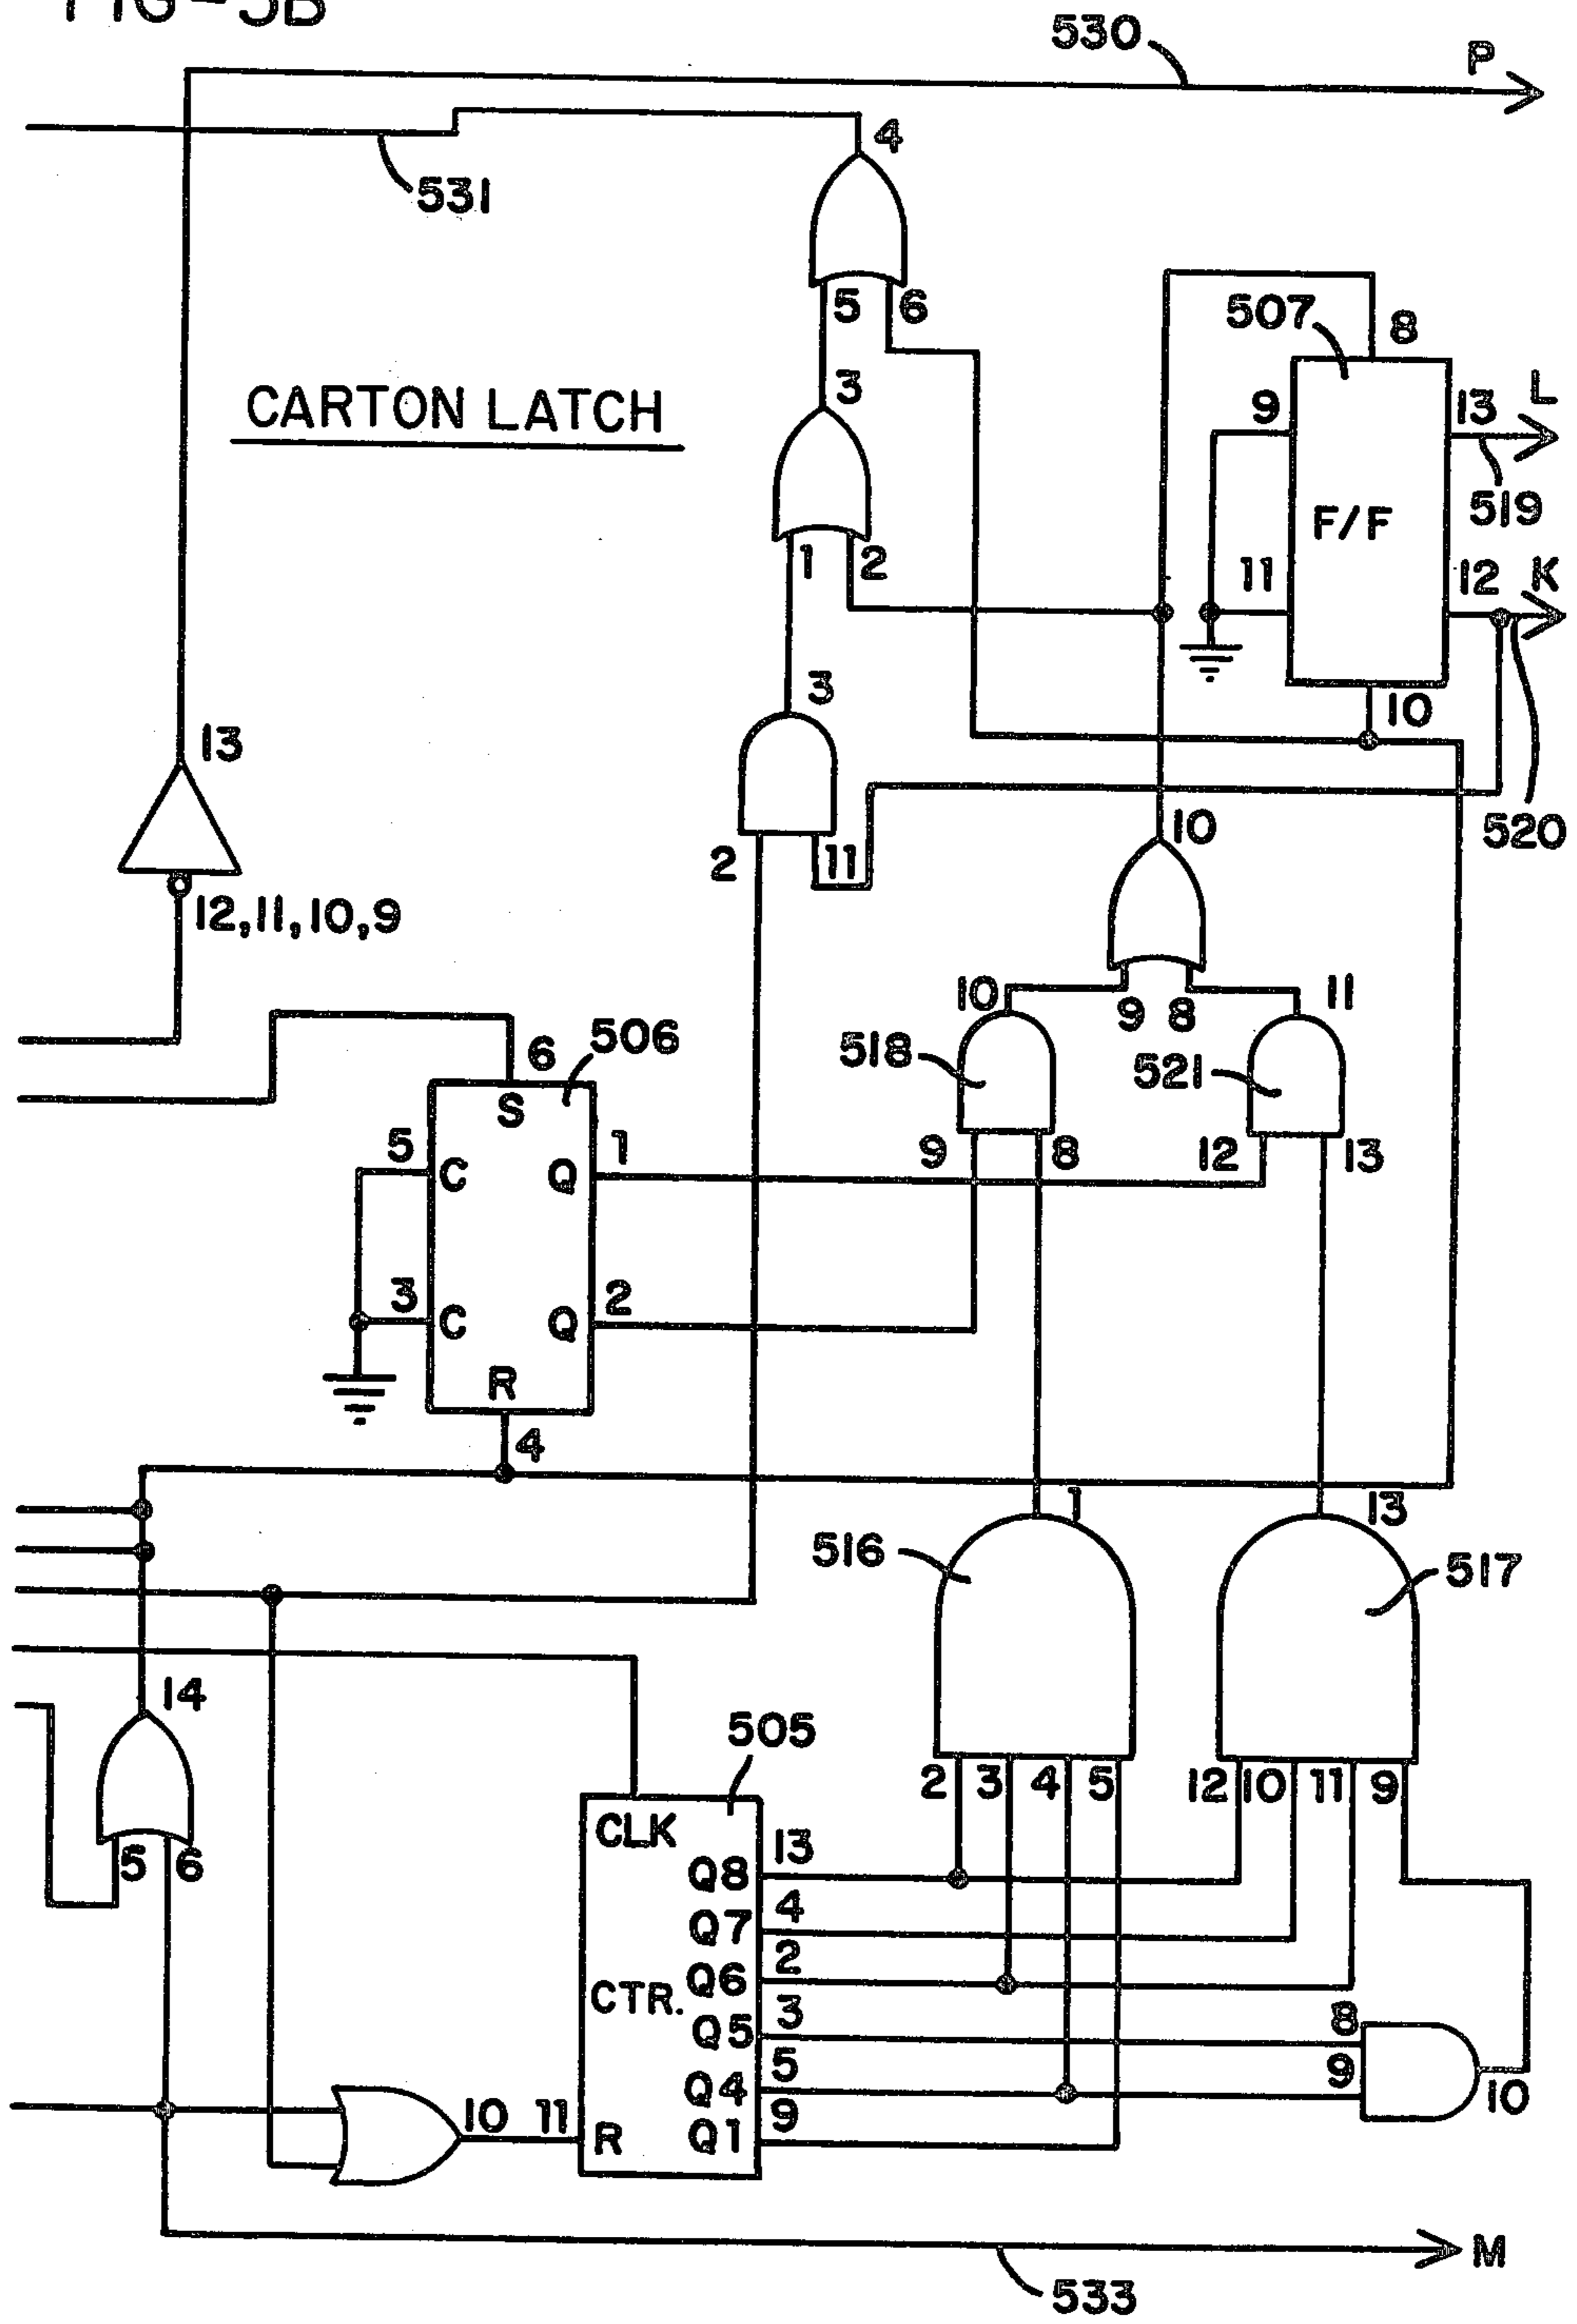 FIG-5B
530
P
4
531
5 6
507
8
3
CARTON LATCH
9
13
L
519
F/F
1 2
11
12
K
3
10
13
520
2
11
10
12,11,10,9
10
9 8
11
6
506
518
521
S
5
C
Q
1
9
8
12
13
3
C
Q
2
R
4
1
13
516
517
14
505
2 3 4 5
12 10 11 9
5 6
CLK
Q8
13
Q7
4
CTR.
Q6
2
Q5
3
8
Q4
5
9
10
10
11
R
Q1
9
M
533